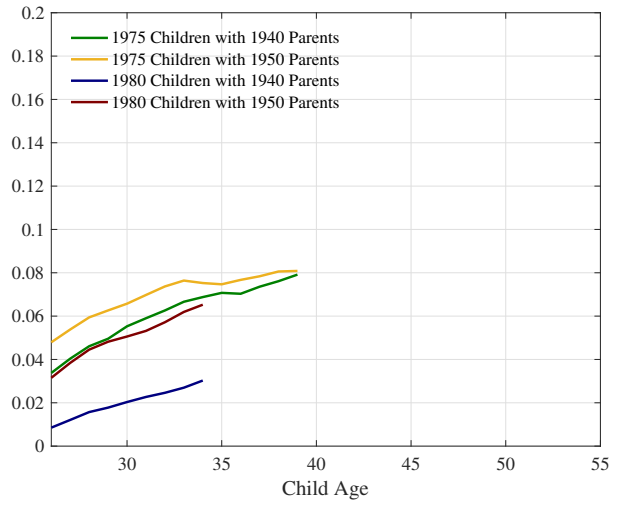 0.2
0.18
0.16
0.14
0.12
0.1
0.08
0.06
0.04
0.02
0
1975 Children with 1940 Parents
1975 Children with 1950 Parents
1980 Children with 1940 Parents
1980 Children with 1950 Parents
30 35 40 45 50 55
Child Age